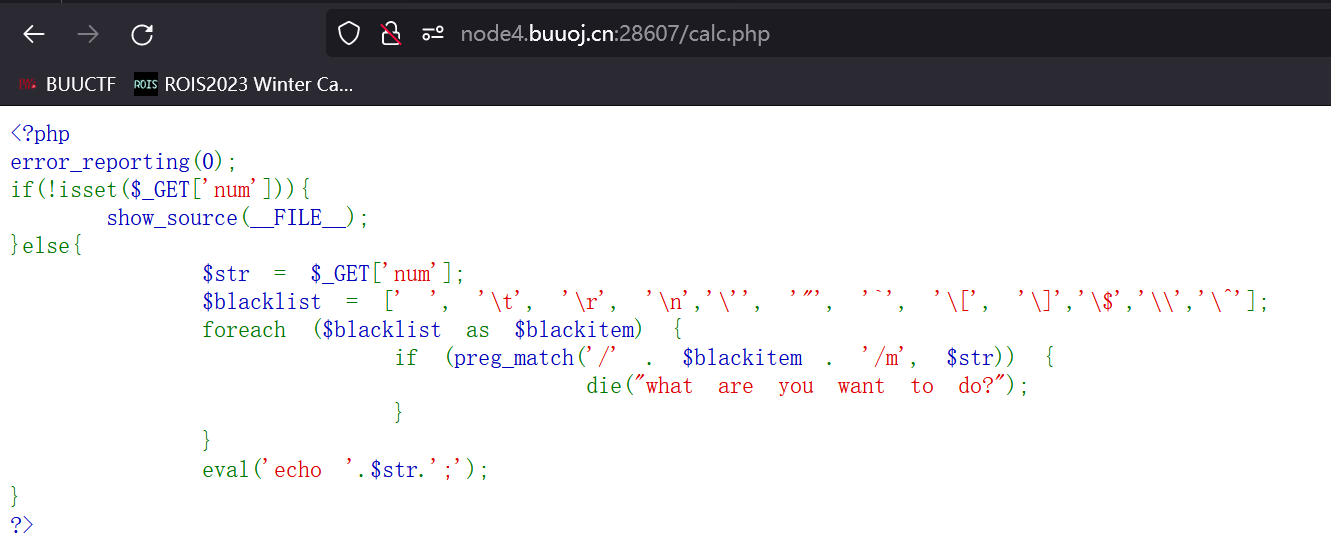 node4.buuoj.cn:28607/calc.php
BUUCTF ROIS ROIS2023 Winter Ca...
<?php
error_reporting(0);
if(!isset($_GET['num'])){
        show_source(__FILE__);
}else{
                $str = $_GET['num'];
                $blacklist = [' ', '\t', '\r', '\n','\'', '"', '`', '\[', '\]','\$','\\','\^'];
                foreach ($blacklist as $blackitem) {
                                if (preg_match('/' . $blackitem . '/m', $str)) {
                                                die("what are you want to do?");
                                }
                }
                eval('echo '.$str.';');
}
?>